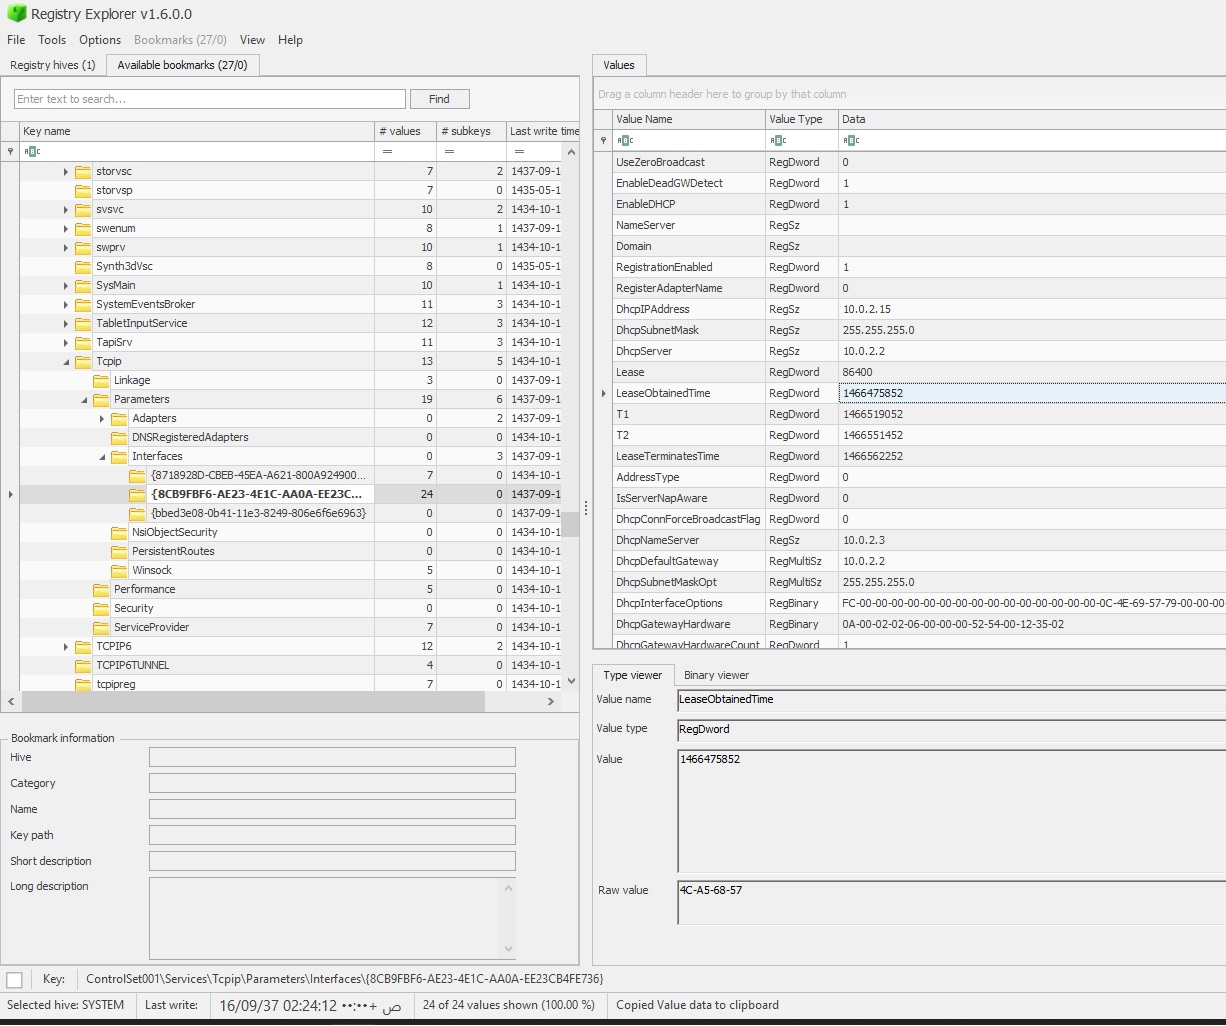 Registry Explorer v1.6.0.0
File Tools Options Bookmarks (27/0) View Help
Registry hives (1) Available bookmarks (27/0)
Enter text to search... Find
Key name # values # subkeys Last write time
ABC = = =
storvsc 7 2 1437-09-1
storvsp 7 0 1435-05-1
svsvc 10 2 1434-10-1
swenum 8 1 1437-09-1
swprv 10 1 1434-10-1
Synth3dVsc 8 0 1435-05-1
SysMain 10 1 1434-10-1
SystemEventsBroker 11 3 1434-10-1
TabletInputService 12 3 1434-10-1
TapiSrv 11 3 1434-10-1
Tcpip 13 5 1434-10-1
Linkage 3 0 1437-09-1
Parameters 19 6 1437-09-1
Adapters 0 2 1437-09-1
DNSRegisteredAdapters 0 0 1434-10-1
Interfaces 0 3 1437-09-1
{8718928D-CBEB-45EA-A621-800A924900... 7 0 1434-10-1
{8CB9FBF6-AE23-4E1C-AA0A-EE23C... 24 0 1437-09-1
{bbed3e08-0b41-11e3-8249-806e6f6e6963} 0 0 1437-09-1
NsiObjectSecurity 0 0 1434-10-1
PersistentRoutes 0 0 1434-10-1
Winsock 5 0 1434-10-1
Performance 5 0 1434-10-1
Security 0 0 1434-10-1
ServiceProvider 7 0 1434-10-1
TCPIP6 12 2 1434-10-1
TCPIP6TUNNEL 4 0 1434-10-1
tcpipreg 7 0 1434-10-1
Bookmark information
Hive
Category
Name
Key path
Short description
Long description
Values
Drag a column header here to group by that column
Value Name Value Type Data
ABC ABC ABC
UseZeroBroadcast RegDword 0
EnableDeadGWDetect RegDword 1
EnableDHCP RegDword 1
NameServer RegSz
Domain RegSz
RegistrationEnabled RegDword 1
RegisterAdapterName RegDword 0
DhcpIPAddress RegSz 10.0.2.15
DhcpSubnetMask RegSz 255.255.255.0
DhcpServer RegSz 10.0.2.2
Lease RegDword 86400
LeaseObtainedTime RegDword 1466475852
T1 RegDword 1466519052
T2 RegDword 1466551452
LeaseTerminatesTime RegDword 1466562252
AddressType RegDword 0
IsServerNapAware RegDword 0
DhcpConnForceBroadcastFlag RegDword 0
DhcpNameServer RegSz 10.0.2.3
DhcpDefaultGateway RegMultiSz 10.0.2.2
DhcpSubnetMaskOpt RegMultiSz 255.255.255.0
DhcpInterfaceOptions RegBinary FC-00-00-00-00-00-00-00-00-00-00-00-00-00-00-00-0C-4E-69-57-79-00-00-00
DhcpGatewayHardware RegBinary 0A-00-02-02-06-00-00-00-52-54-00-12-35-02
DhcpGatewayHardwareCount RegDword 1
Type viewer Binary viewer
Value name LeaseObtainedTime
Value type RegDword
Value 1466475852
Raw value 4C-A5-68-57
Key: ControlSet001\Services\Tcpip\Parameters\Interfaces\{8CB9FBF6-AE23-4E1C-AA0A-EE23CB4FE736}
Selected hive: SYSTEM Last write: 16/09/37 02:24:12 ص +٠٠:٠٠ 24 of 24 values shown (100.00 %) Copied Value data to clipboard